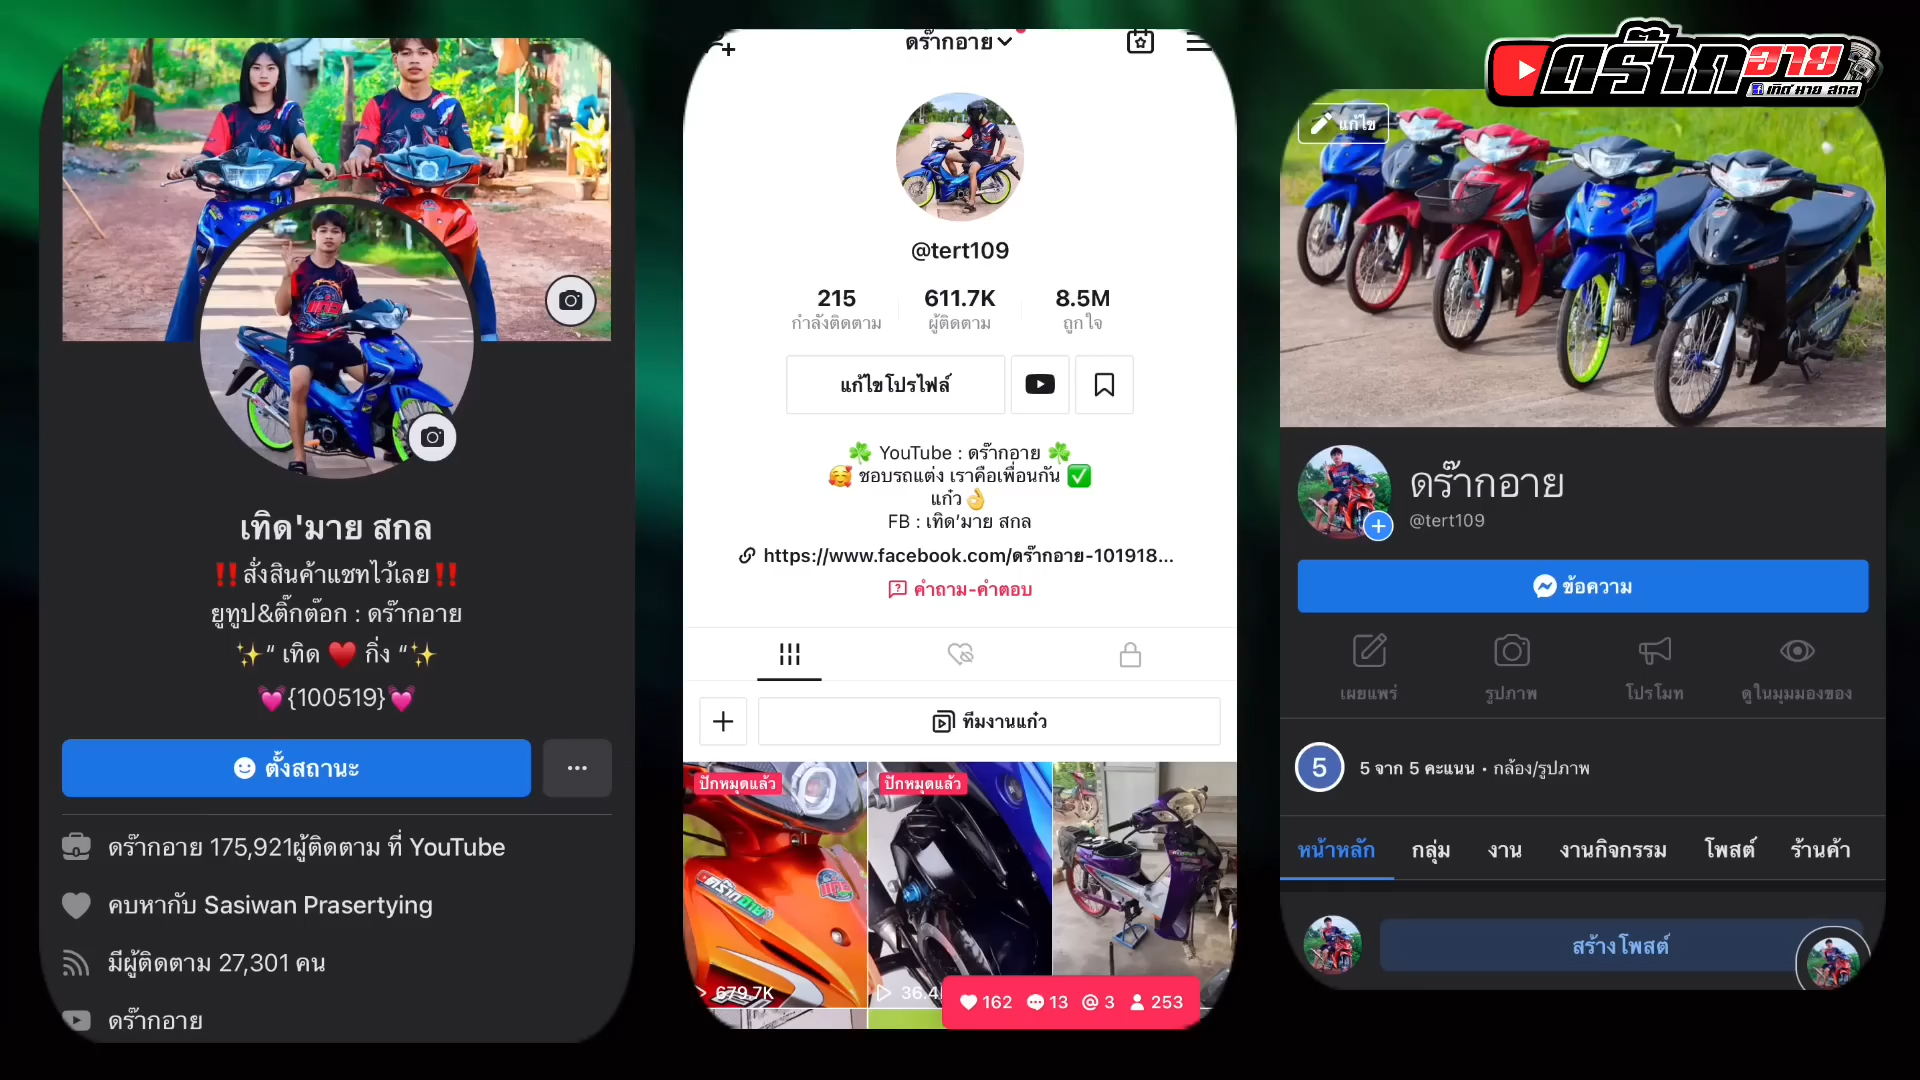 เทิด'มาย สกล
‼️สั่งสินค้าแชทไว้เลย‼️
ยูทูป&ติ๊กต๊อก : ดร๊ากอาย
✨“ เทิด ♥️ กิ่ง “✨
💓{100519}💓
ตั้งสถานะ
ดร๊ากอาย 175,921ผู้ติดตาม ที่ YouTube
คบหากับ Sasiwan Prasertying
มีผู้ติดตาม 27,301 คน
ดร๊ากอาย
ดร๊ากอาย
@tert109
215 611.7K 8.5M
กำลังติดตาม ผู้ติดตาม ถูกใจ
แก้ไขโปรไฟล์
☘️ YouTube : ดร๊ากอาย ☘️
🥰 ชอบรถแต่ง เราคือเพื่อนกัน ✅
แก๋ว👌
FB : เทิด'มาย สกล
https://www.facebook.com/ดร๊ากอาย-101918...
คำถาม-คำตอบ
ทีมงานแก๋ว
ปักหมุดแล้ว ปักหมุดแล้ว
ดร๊ากอาย
679.7K
162 13 @ 3 253
ดร๊ากอาย
เทิด มาย สกล
แก้ไข
ดร๊ากอาย
@tert109
ข้อความ
เผยแพร่ รูปภาพ โปรโมท ดูในมุมมองของ
5 5 จาก 5 คะแนน • กล้อง/รูปภาพ
หน้าหลัก กลุ่ม งาน งานกิจกรรม โพสต์ ร้านค้า
สร้างโพสต์